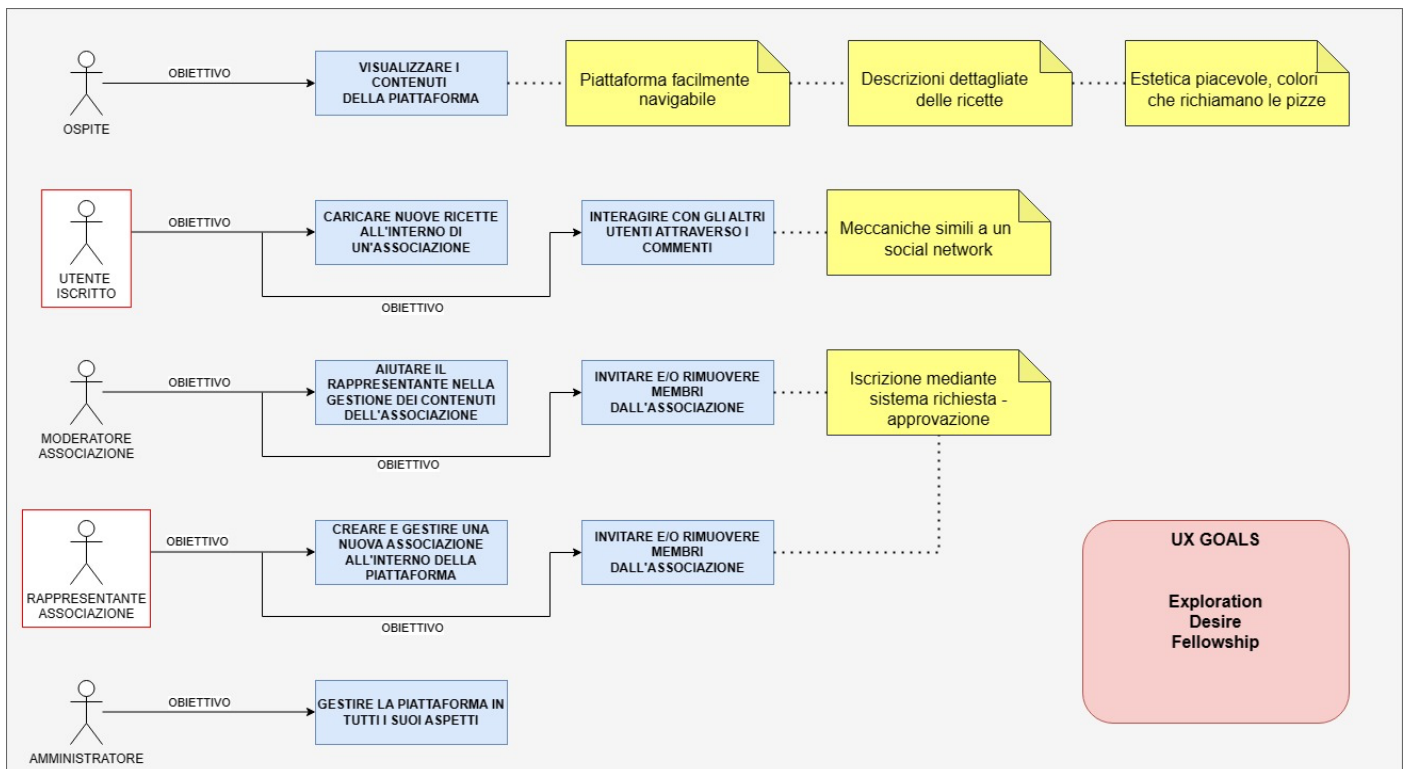 OBIETTIVO
VISUALIZZARE I
CONTENUTI
DELLA PIATTAFORMA
Piattaforma facilmente
navigabile
Descrizioni dettagliate
delle ricette
Estetica piacevole, colori
che richiamano le pizze
OSPITE
OBIETTIVO
CARICARE NUOVE RICETTE
ALL'INTERNO DI
UN'ASSOCIAZIONE
INTERAGIRE CON GLI ALTRI
UTENTI ATTRAVERSO I
COMMENTI
Meccaniche simili a un
social network
UTENTE
ISCRITTO
OBIETTIVO
OBIETTIVO
AIUTARE IL
RAPPRESENTANTE NELLA
GESTIONE DEI CONTENUTI
DELL'ASSOCIAZIONE
INVITARE E/O RIMUOVERE
MEMBRI
DALL'ASSOCIAZIONE
Iscrizione mediante
sistema richiesta -
approvazione
MODERATORE
ASSOCIAZIONE
OBIETTIVO
OBIETTIVO
CREARE E GESTIRE UNA
NUOVA ASSOCIAZIONE
ALL'INTERNO DELLA
PIATTAFORMA
INVITARE E/O RIMUOVERE
MEMBRI
DALL'ASSOCIAZIONE
RAPPRESENTANTE
ASSOCIAZIONE
OBIETTIVO
UX GOALS
Exploration
Desire
Fellowship
OBIETTIVO
GESTIRE LA PIATTAFORMA IN
TUTTI I SUOI ASPETTI
AMMINISTRATORE